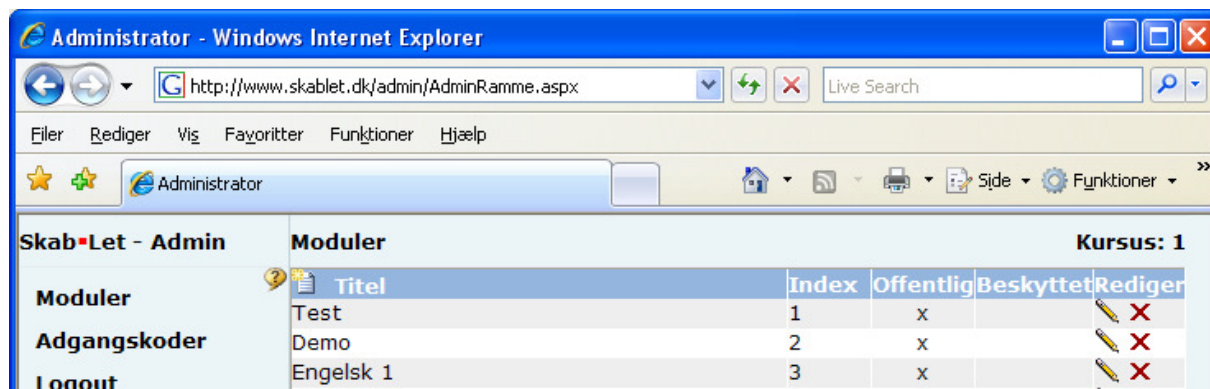 Administrator - Windows Internet Explorer
http://www.skablet.dk/admin/AdminRamme.aspx Live Search
Filer Rediger Vis Favoritter Funktioner Hjælp
Administrator Side Funktioner »
Skab▪Let - Admin Moduler Kursus: 1
Titel Index Offentlig Beskyttet Rediger
Moduler
Test 1 x
Adgangskoder
Demo 2 x
Logout
Engelsk 1 3 x